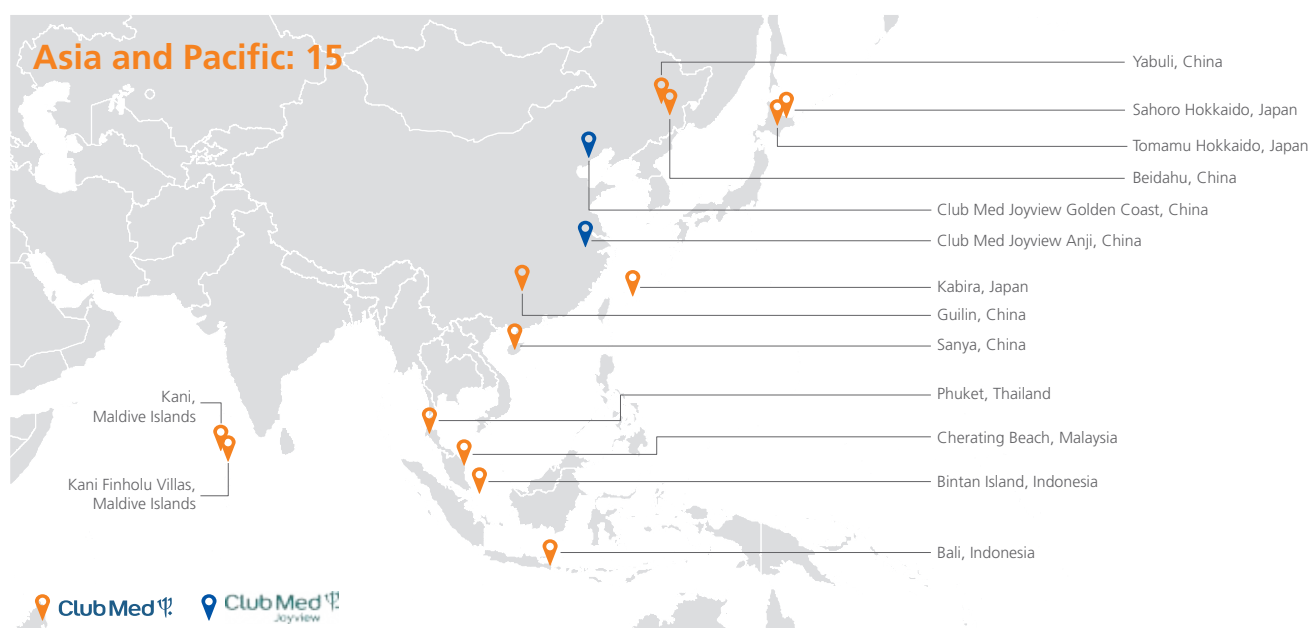 Asia and Pacific: 15
Yabuli, China
Sahoro Hokkaido, Japan
Tomamu Hokkaido, Japan
Beidahu, China
Club Med Joyview Golden Coast, China
Club Med Joyview Anji, China
Kabira, Japan
Guilin, China
Sanya, China
Phuket, Thailand
Cherating Beach, Malaysia
Bintan Island, Indonesia
Bali, Indonesia
Kani,
Maldive Islands
Kani Finholu Villas,
Maldive Islands
Club Med
Club Med
Joyview